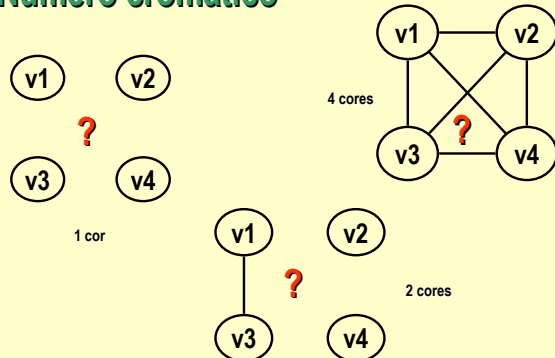 Número cromático
v1 v2
?
v3 v4
1 cor
v1 v2
4 cores
?
v3 v4
v1 v2
?
2 cores
v3 v4